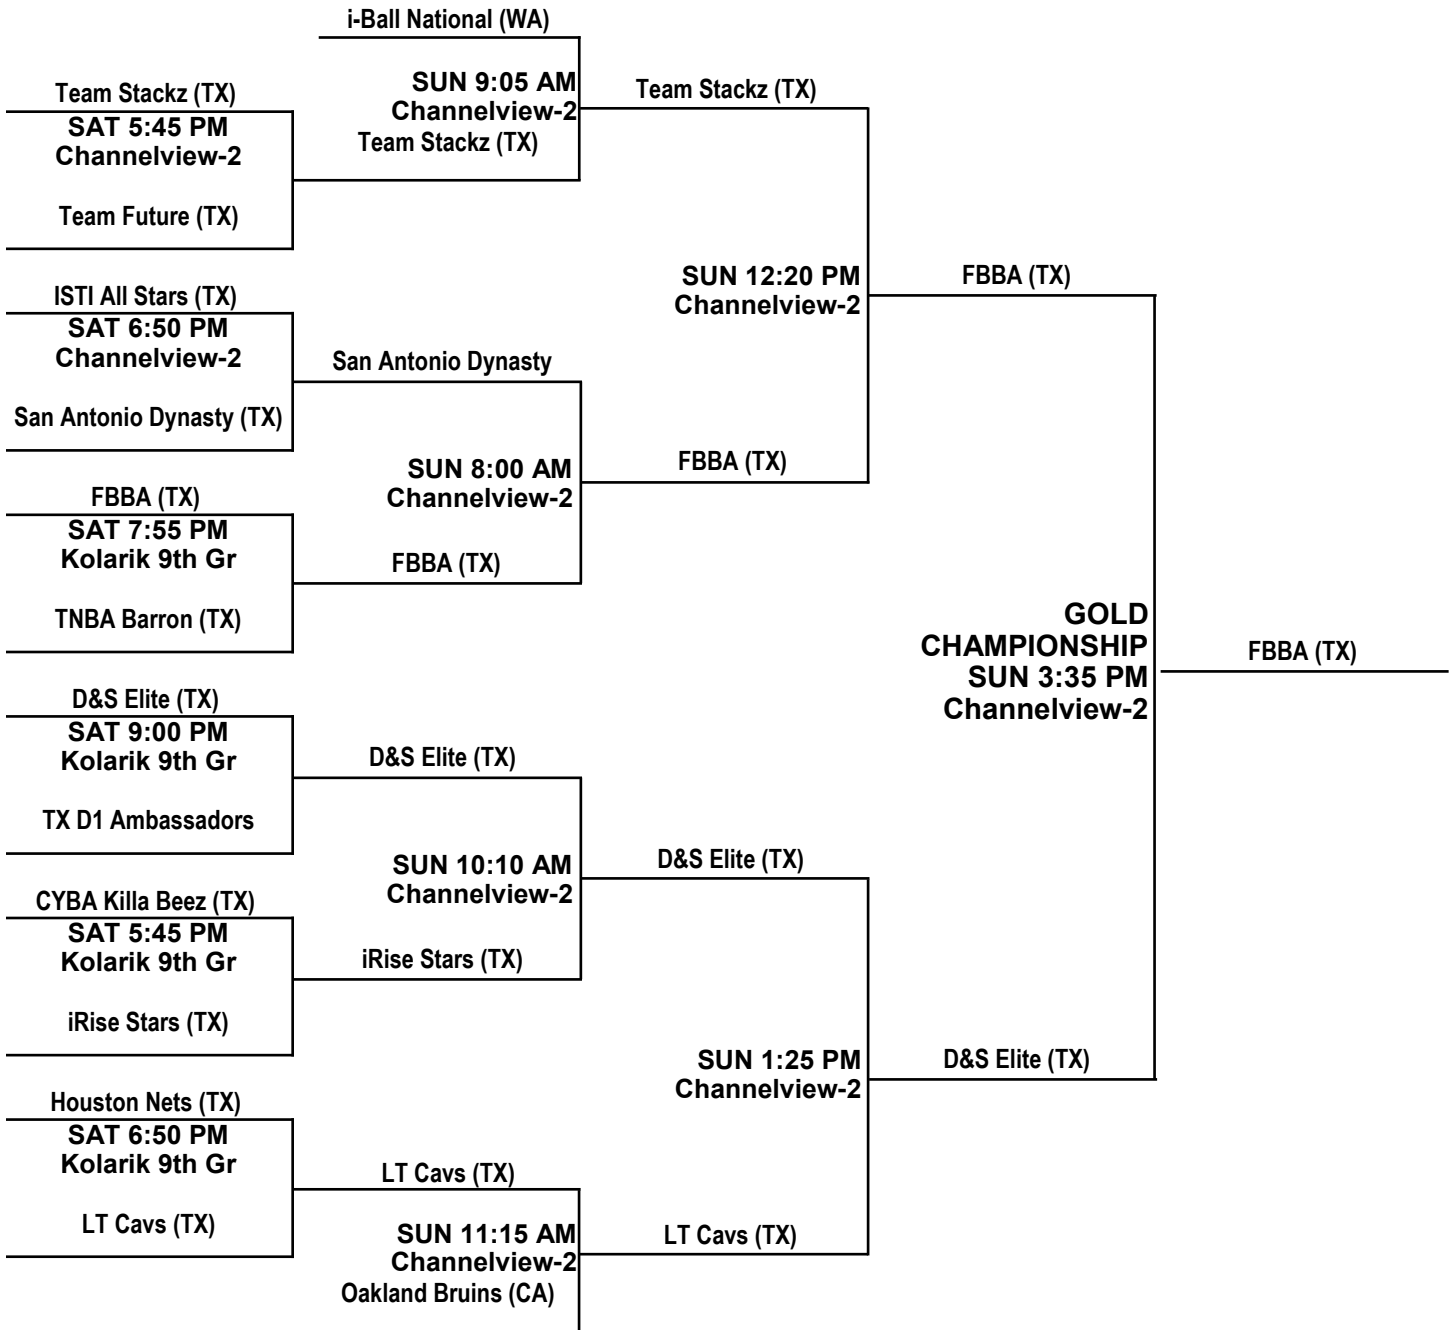 i-Ball National (WA)
SUN 9:05 AM
Channelview-2
Team Stackz (TX)
Team Stackz (TX)
Team Stackz (TX)
SAT 5:45 PM
Channelview-2
Team Future (TX)
ISTI All Stars (TX)
SAT 6:50 PM
Channelview-2
San Antonio Dynasty (TX)
San Antonio Dynasty
SUN 8:00 AM
Channelview-2
FBBA (TX)
FBBA (TX)
SAT 7:55 PM
Kolarik 9th Gr
TNBA Barron (TX)
FBBA (TX)
SUN 12:20 PM
Channelview-2
FBBA (TX)
GOLD
CHAMPIONSHIP
SUN 3:35 PM
Channelview-2
FBBA (TX)
D&S Elite (TX)
SAT 9:00 PM
Kolarik 9th Gr
TX D1 Ambassadors
D&S Elite (TX)
SUN 10:10 AM
Channelview-2
iRise Stars (TX)
CYBA Killa Beez (TX)
SAT 5:45 PM
Kolarik 9th Gr
iRise Stars (TX)
D&S Elite (TX)
SUN 1:25 PM
Channelview-2
D&S Elite (TX)
Houston Nets (TX)
SAT 6:50 PM
Kolarik 9th Gr
LT Cavs (TX)
LT Cavs (TX)
SUN 11:15 AM
Channelview-2
Oakland Bruins (CA)
LT Cavs (TX)